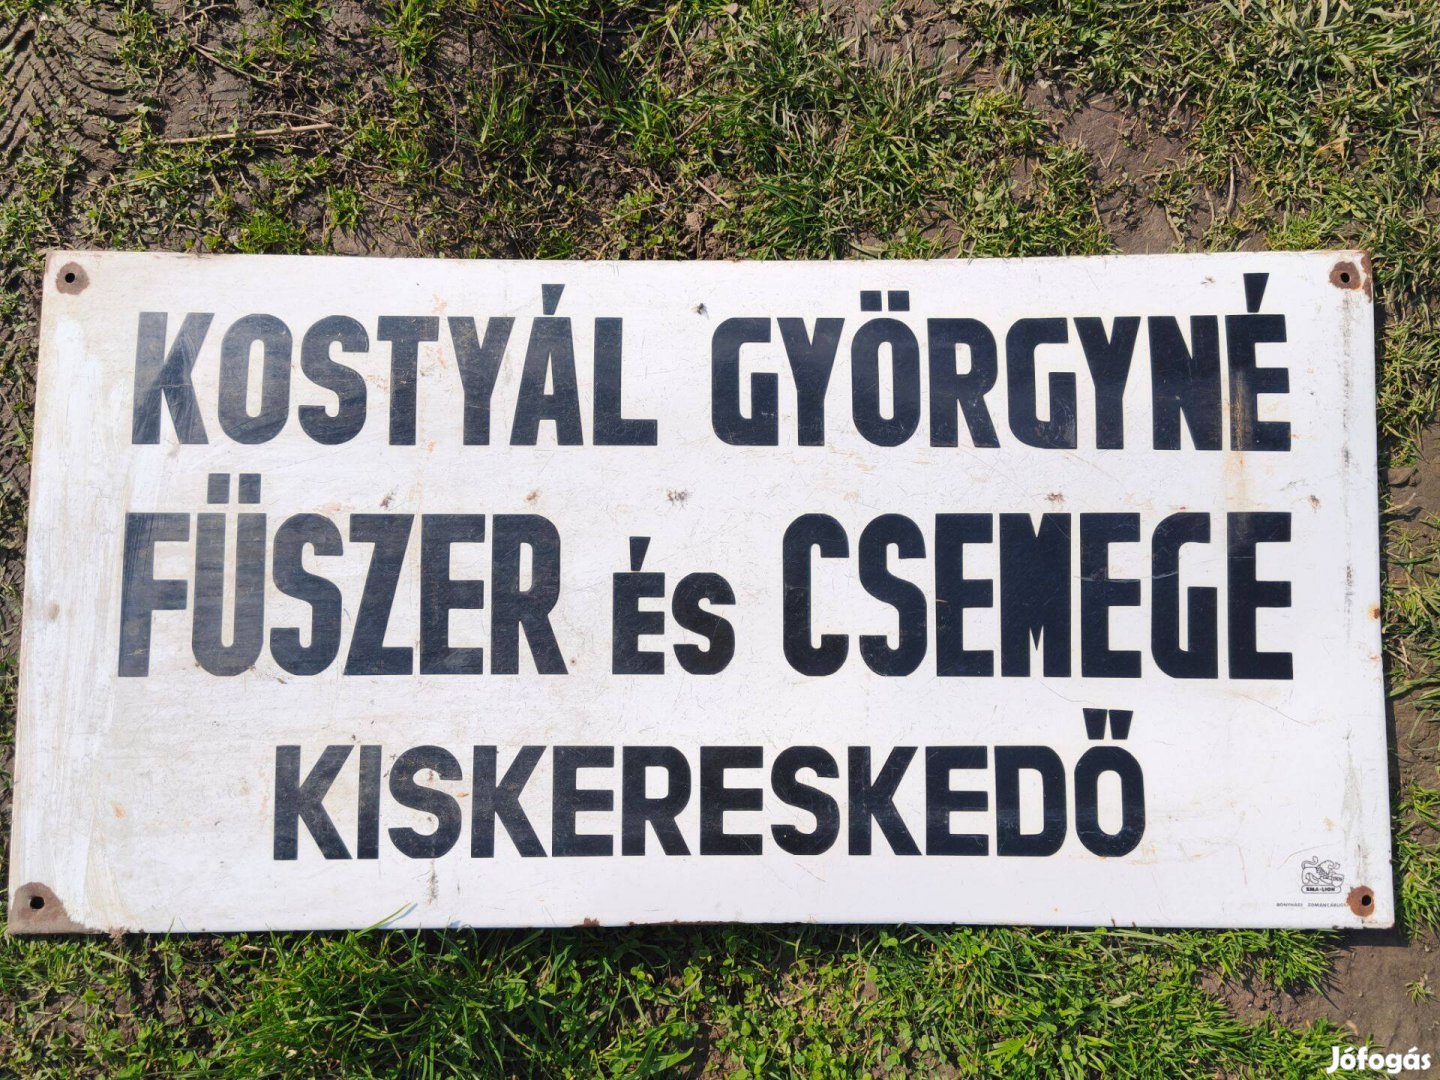 KOSTYÁL GYÖRGYNÉ
FÜSZER ÉS CSEMEGE
KISKERESKEDŐ
EMA-LION
Jófogás